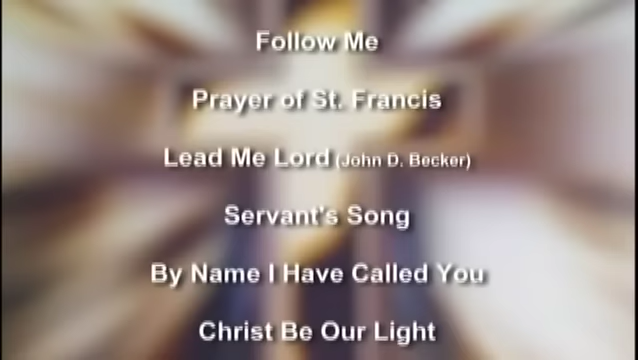 Follow Me
Prayer of St. Francis
Lead Me Lord (John D. Becker)
Servant's Song
By Name I Have Called You
Christ Be Our Light